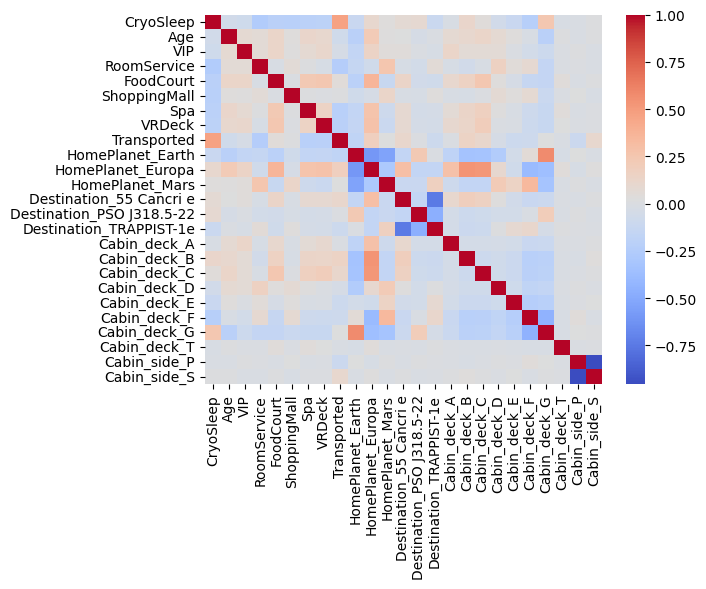 CryoSleep
Age
VIP
RoomService
FoodCourt
ShoppingMall
Spa
VRDeck
Transported
HomePlanet_Earth
HomePlanet_Europa
HomePlanet_Mars
Destination_55 Cancri e
Destination_PSO J318.5-22
Destination_TRAPPIST-1e
Cabin_deck_A
Cabin_deck_B
Cabin_deck_C
Cabin_deck_D
Cabin_deck_E
Cabin_deck_F
Cabin_deck_G
Cabin_deck_T
Cabin_side_P
Cabin_side_S
CryoSleep
Age
VIP
RoomService
FoodCourt
ShoppingMall
Spa
VRDeck
Transported
HomePlanet_Earth
HomePlanet_Europa
HomePlanet_Mars
Destination_55 Cancri e
Destination_PSO J318.5-22
Destination_TRAPPIST-1e
Cabin_deck_A
Cabin_deck_B
Cabin_deck_C
Cabin_deck_D
Cabin_deck_E
Cabin_deck_F
Cabin_deck_G
Cabin_deck_T
Cabin_side_P
Cabin_side_S
1.00
0.75
0.50
0.25
0.00
−0.25
−0.50
−0.75